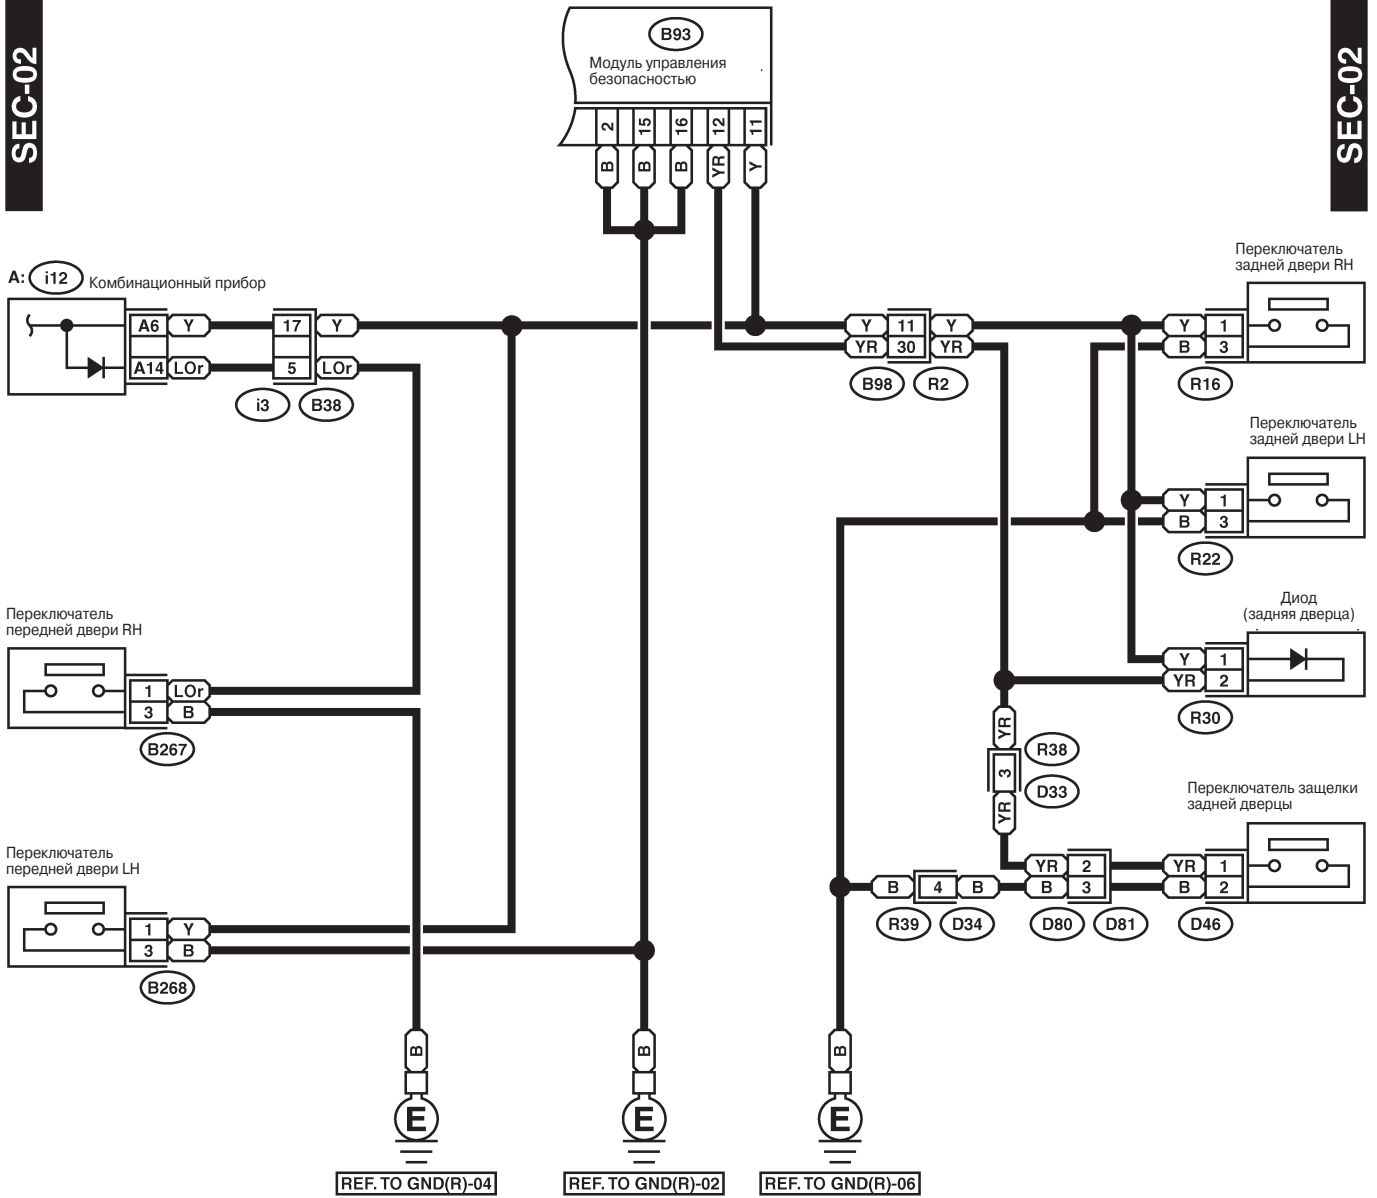 SEC-02
SEC-02
B93
Модуль управления
безопасностью
2 15 16 12 11
B B B YR Y
A: i12 Комбинационный прибор
A6 Y 17 Y
A14 LOr 5 LOr
i3 B38
Y 11 Y
YR 30 YR
B98 R2
Переключатель
задней двери RH
Y 1
B 3
R16
Переключатель
задней двери LH
Y 1
B 3
R22
Диод
(задняя дверца)
Y 1
YR 2
R30
Переключатель
передней двери RH
1 LOr
3 B
B267
YR
3
YR
R38
D33
Переключатель защелки
задней дверцы
YR 2 YR 1
B 4 B B 3 B 2
R39 D34 D80 D81 D46
Переключатель
передней двери LH
1 Y
3 B
B268
B B B
E E E
REF. TO GND(R)-04 REF. TO GND(R)-02 REF. TO GND(R)-06